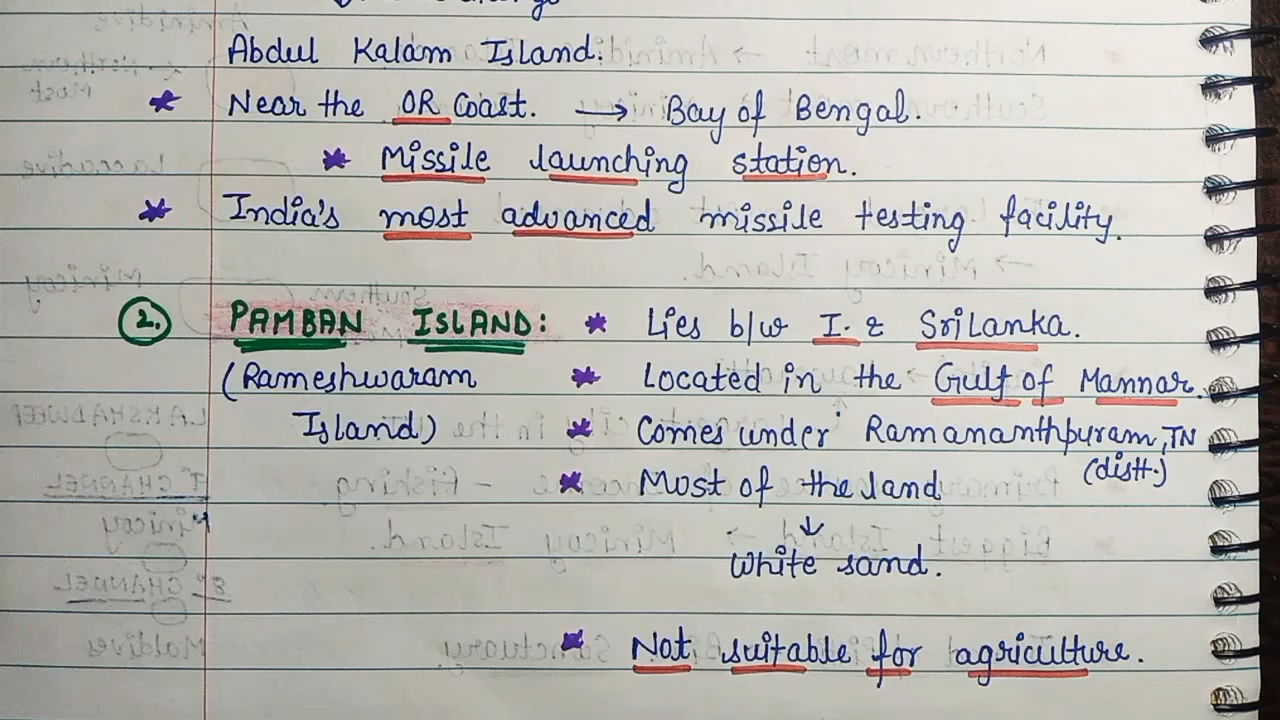 Abdul Kalam Island:
* Near the OR Coast. → Bay of Bengal.
* Missile launching station.
* India's most advanced missile testing facility.
2. PAMBAN ISLAND: * Lies b/w I. & SriLanka.
(Rameshwaram * Located in the Gulf of Mannar.
Island) * Comes under Ramananthpuram, TN
(distt.)
* Most of the land
↓
White sand.
* Not suitable for agriculture.